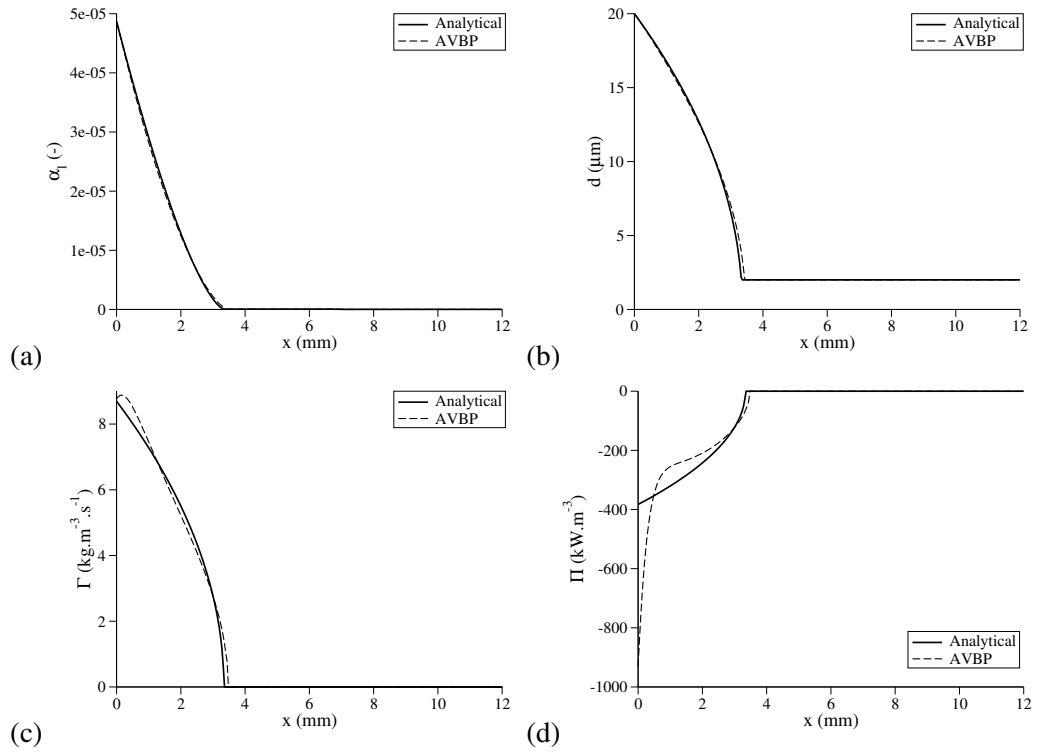 5e-05
4e-05
3e-05
2e-05
1e-05
0
αl (-)
0 2 4 6 8 10 12
x (mm)
Analytical
AVBP
(a)
20
15
10
5
0
d (μm)
0 2 4 6 8 10 12
x (mm)
Analytical
AVBP
(b)
8
6
4
2
0
Γ (kg.m-3.s-1)
0 2 4 6 8 10 12
x (mm)
Analytical
AVBP
(c)
0
-200
-400
-600
-800
-1000
Π (kW.m-3)
0 2 4 6 8 10 12
x (mm)
Analytical
AVBP
(d)